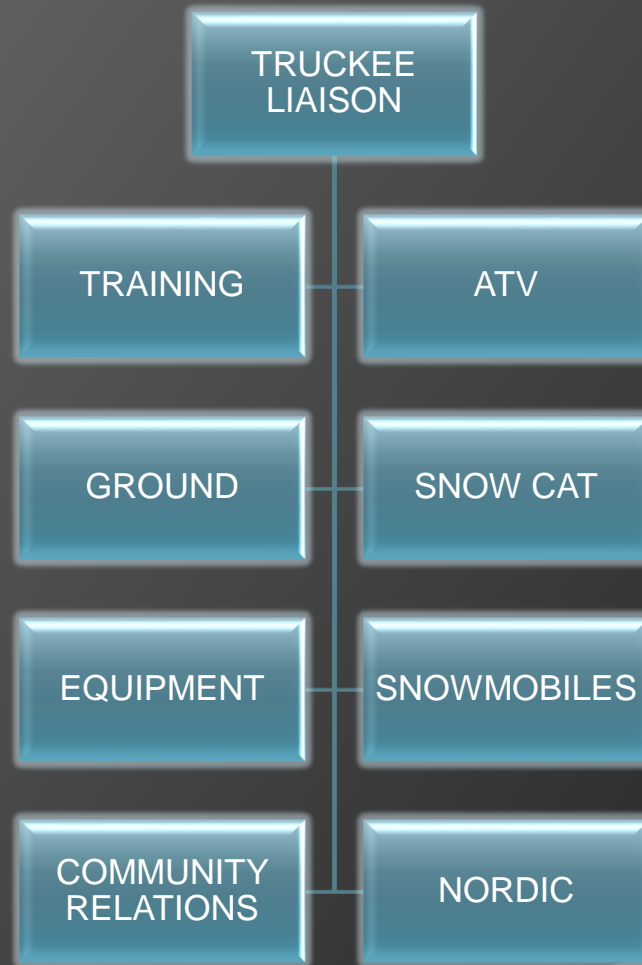 TRUCKEE
LIAISON
TRAINING
ATV
GROUND
SNOW CAT
EQUIPMENT
SNOWMOBILES
COMMUNITY
RELATIONS
NORDIC